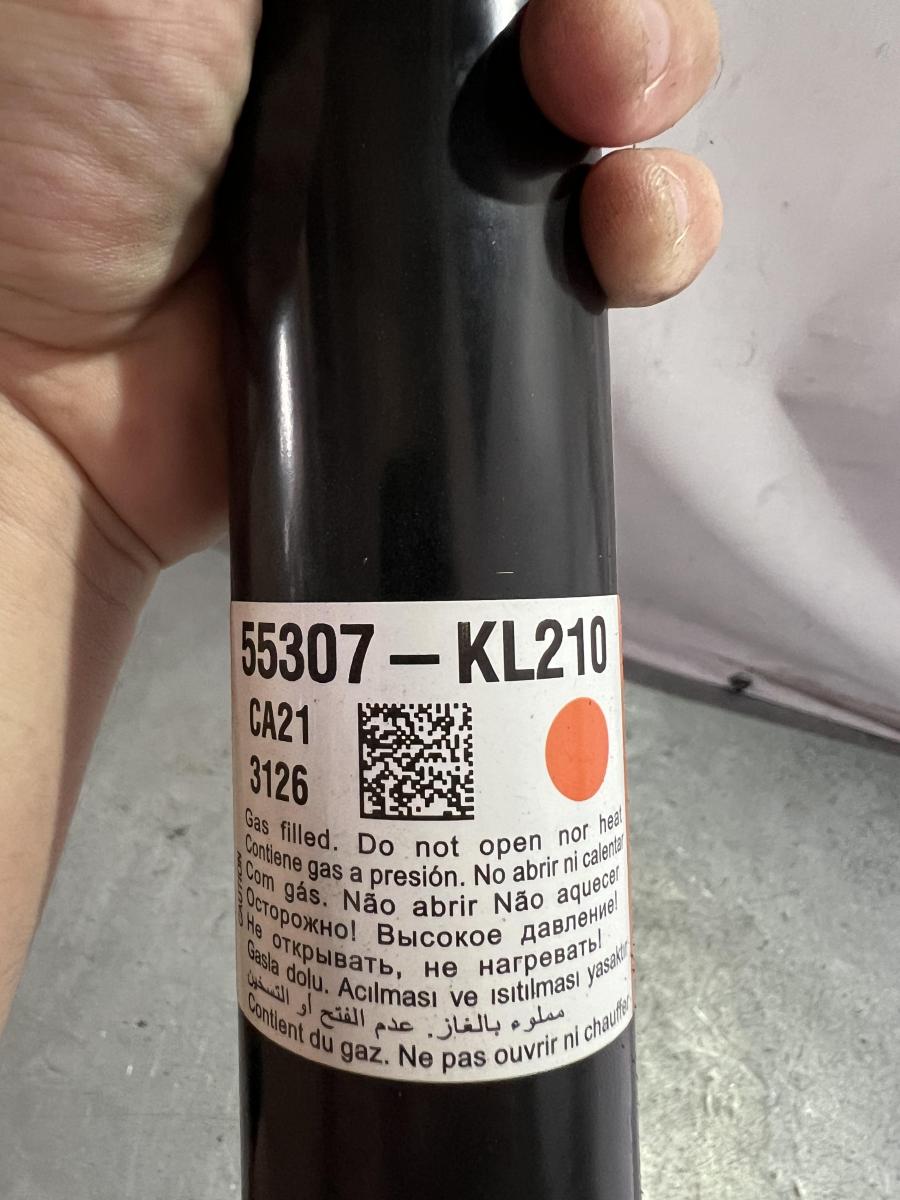 55307 – KL210
CA21
3126
Gas filled. Do not open nor heat
Contiene gas a presión. No abrir ni calentar
Com gás. Não abrir Não aquecer
Осторожно! Высокое давление!
Не открывать, не нагревать!
Gasla dolu. Acılması ve ısıtılması yasaktır
مملوء بالغاز. عدم الفتح أو التسخين
Contient du gaz. Ne pas ouvrir ni chauffer
CAUTION